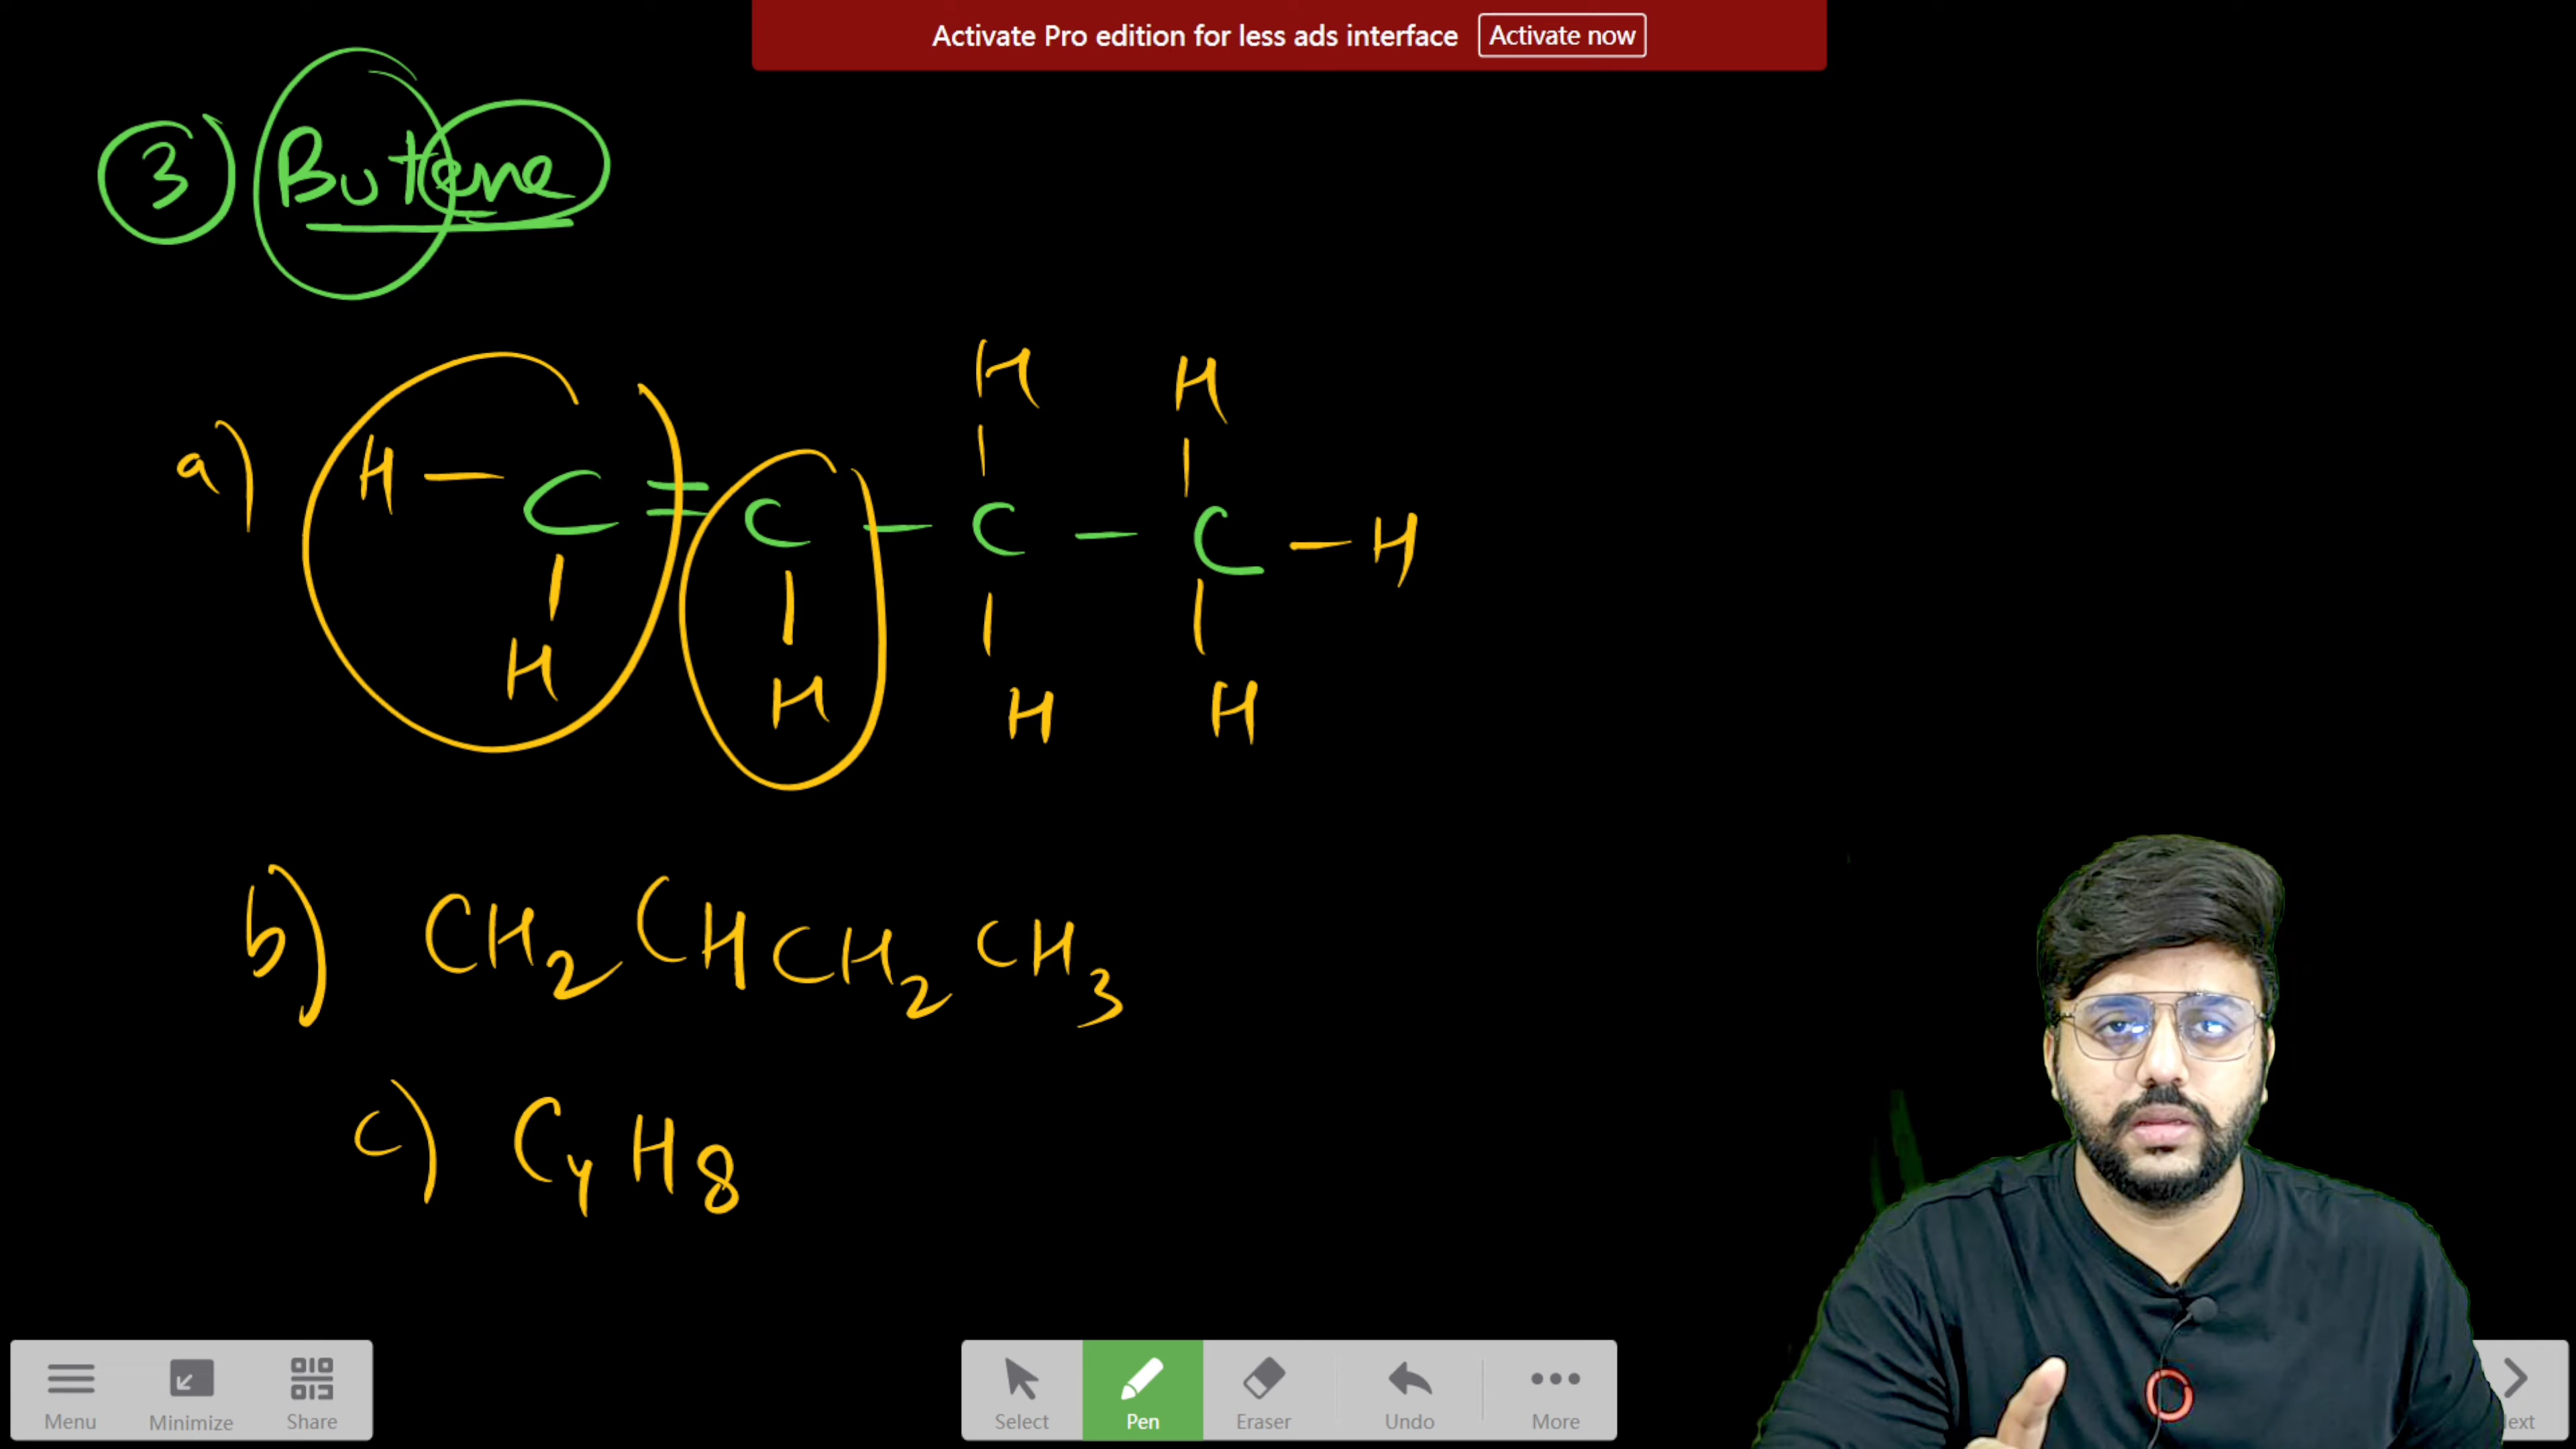 Activate Pro edition for less ads interface Activate now
③ Butene
H H
a) H — C = C — C — C — H
H H H H
b) CH₂CHCH₂CH₃
c) C₄H₈
Menu Minimize Share Select Pen Eraser Undo More ext